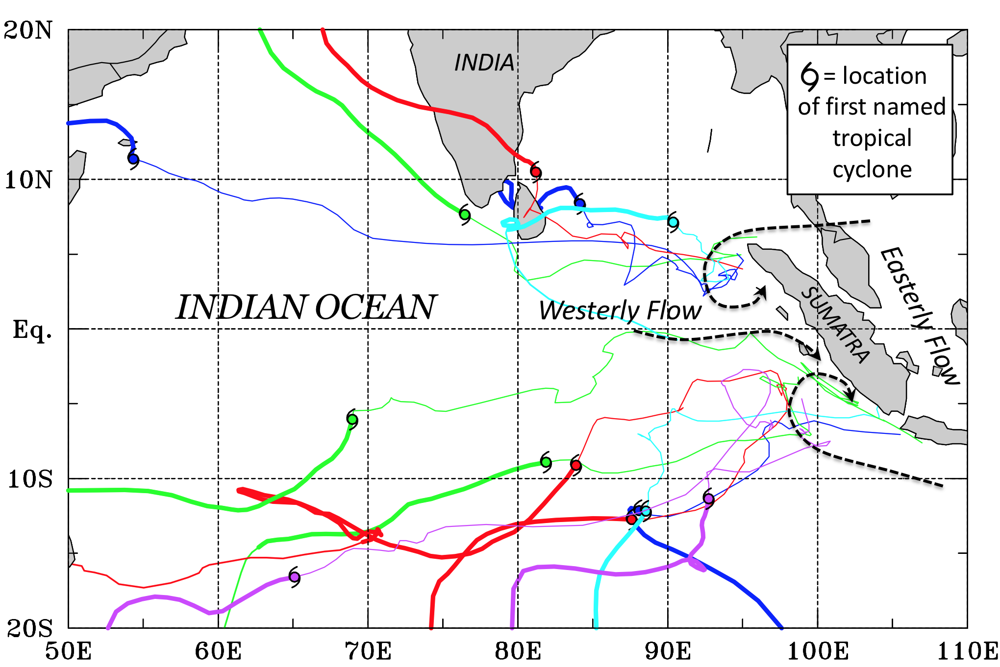 20N
INDIA
= location
of first named
tropical
cyclone
10N
Easterly Flow
INDIAN OCEAN
Westerly Flow
SUMATRA
Eq.
10S
20S
50E 60E 70E 80E 90E 100E 110E